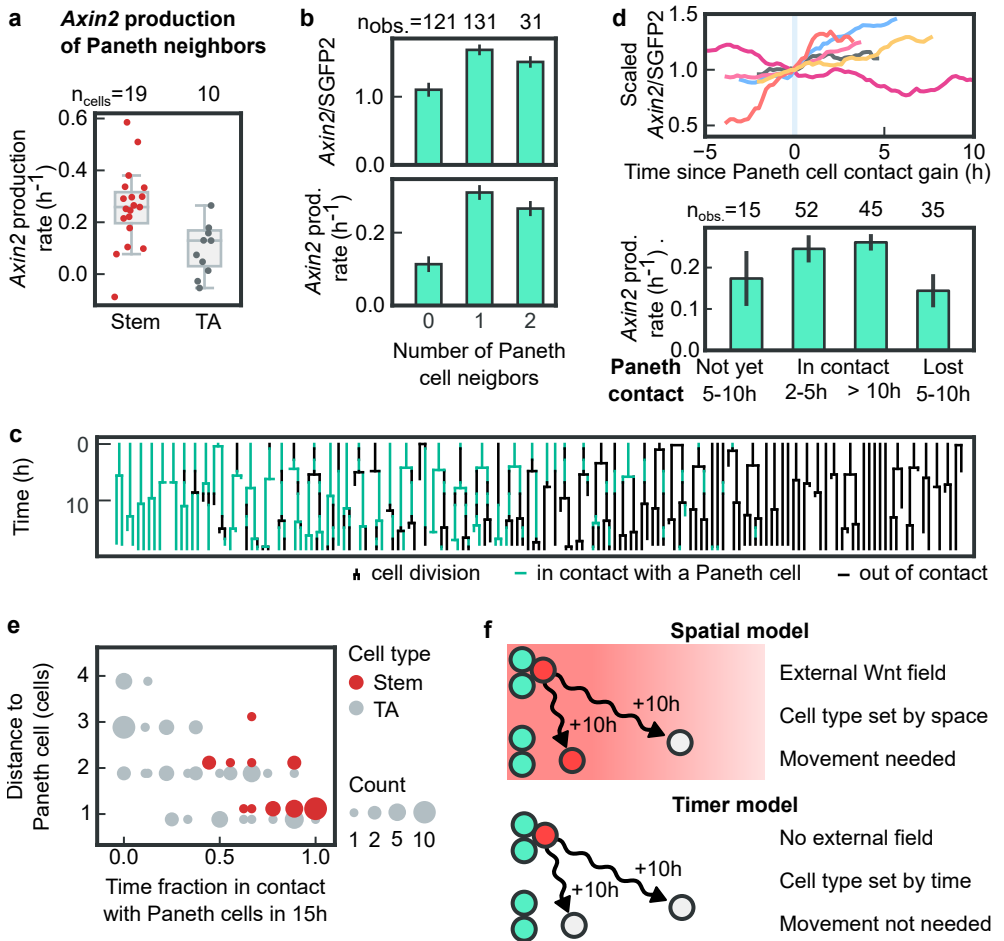 a
Axin2 production
of Paneth neighbors
n_cells=19 10
0.6
0.4
0.2
0.0
Axin2 production
rate (h⁻¹)
Stem TA
b
n_obs.=121 131 31
1.0
0.0
Axin2/SGFP2
0.2
0.0
Axin2 prod.
rate (h⁻¹)
0 1 2
Number of Paneth
cell neigbors
d
1.5
1.0
0.5
Scaled
Axin2/SGFP2
−5 0 5 10
Time since Paneth cell contact gain (h)
n_obs.=15 52 45 35
0.2
0.1
0.0
Axin2 prod.
rate (h⁻¹).
Paneth
contact
Not yet
5-10h
In contact
2-5h > 10h
Lost
5-10h
c
0
10
Time (h)
cell division
in contact with a Paneth cell
out of contact
e
4
3
2
1
Distance to
Paneth cell (cells)
0.0 0.5 1.0
Time fraction in contact
with Paneth cells in 15h
Cell type
Stem
TA
Count
1 2 5 10
f
Spatial model
+10h
+10h
External Wnt field
Cell type set by space
Movement needed
Timer model
+10h
+10h
No external field
Cell type set by time
Movement not needed